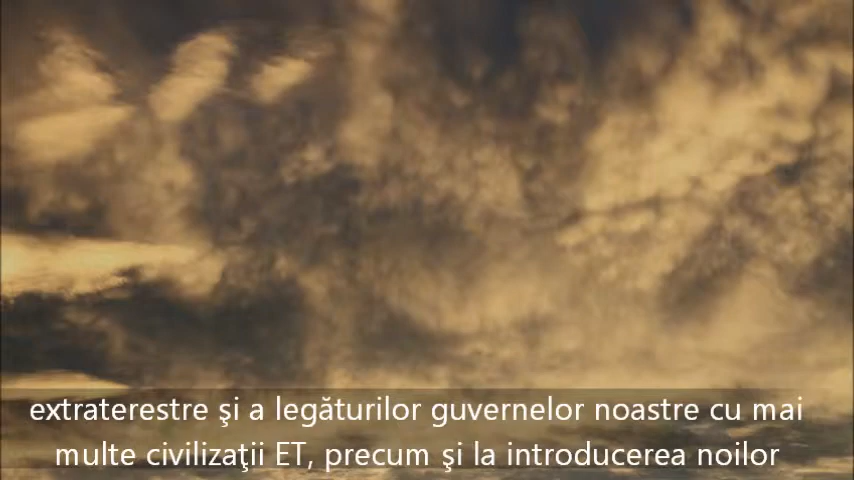 extraterestre şi a legăturilor guvernelor noastre cu mai
multe civilizaţii ET, precum şi la introducerea noilor